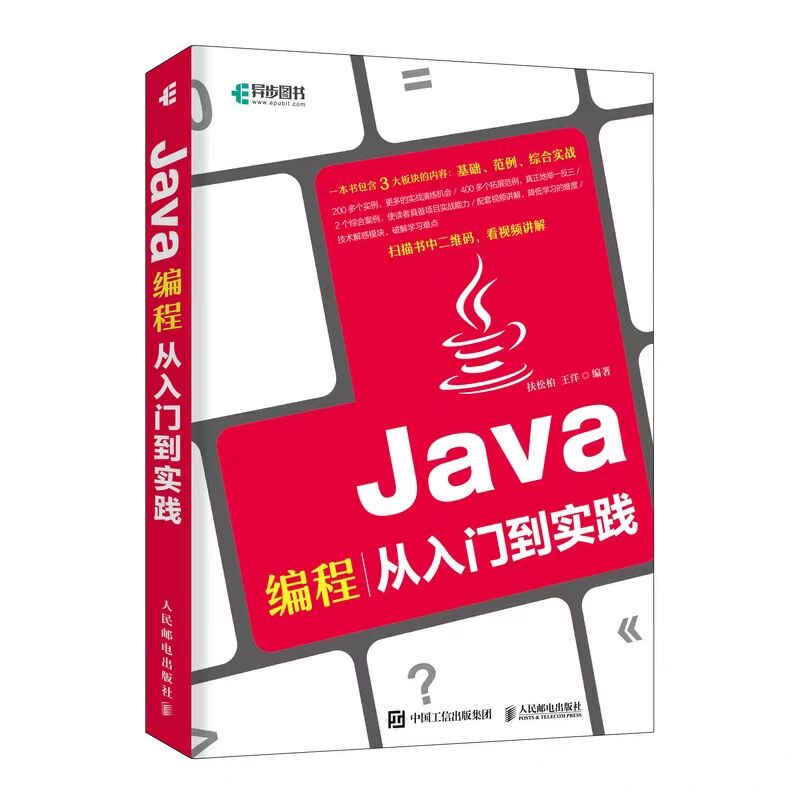 Java
编程
从入门到实践
人民邮电出版社
异步图书
www.epubit.com
一本书包含3大板块的内容：基础、范例、综合实战
200多个实例，更多的实战演练机会/ 400多个拓展范例，真正地举一反三/
2个综合案例，使读者具备项目实战能力/ 配套视频讲解，降低学习的难度/
技术解惑模块，破解学习难点
扫描书中二维码，看视频讲解
扶松柏 王洋◎编著
Java
编程|从入门到实践
=
?
«
中国工信出版集团
人民邮电出版社
POSTS & TELECOM PRESS